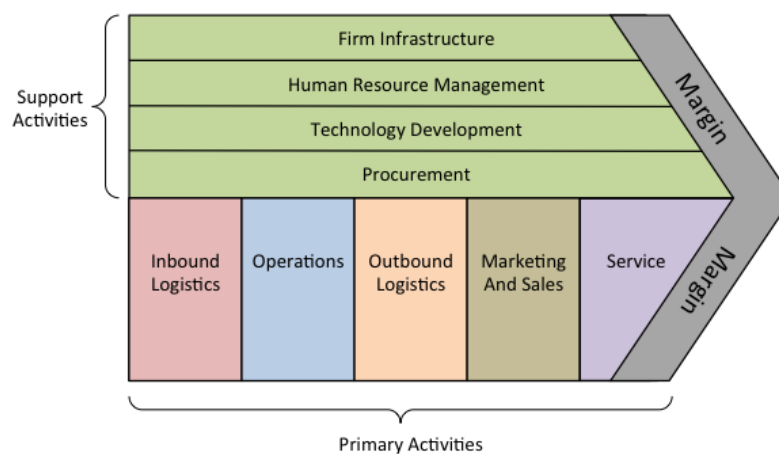 Firm Infrastructure
Human Resource Management
Support
Activities
Technology Development
Procurement
Margin
Inbound
Logistics
Operations
Outbound
Logistics
Marketing
And Sales
Service
Margin
Primary Activities